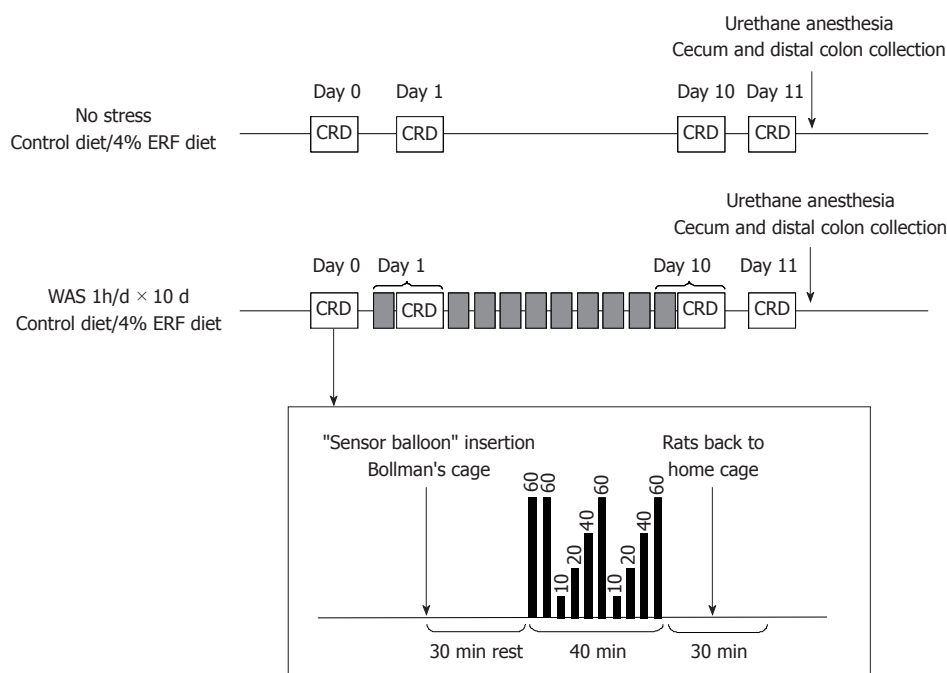 Urethane anesthesia
Cecum and distal colon collection
Day 0
Day 1
Day 10
Day 11
No stress
Control diet/4% ERF diet
CRD
CRD
CRD
CRD
Urethane anesthesia
Cecum and distal colon collection
Day 0
Day 1
Day 10
Day 11
WAS 1h/d × 10 d
Control diet/4% ERF diet
CRD
CRD
CRD
CRD
"Sensor balloon" insertion
Bollman's cage
Rats back to
home cage
60
60
10
20
40
60
10
20
40
60
30 min rest
40 min
30 min